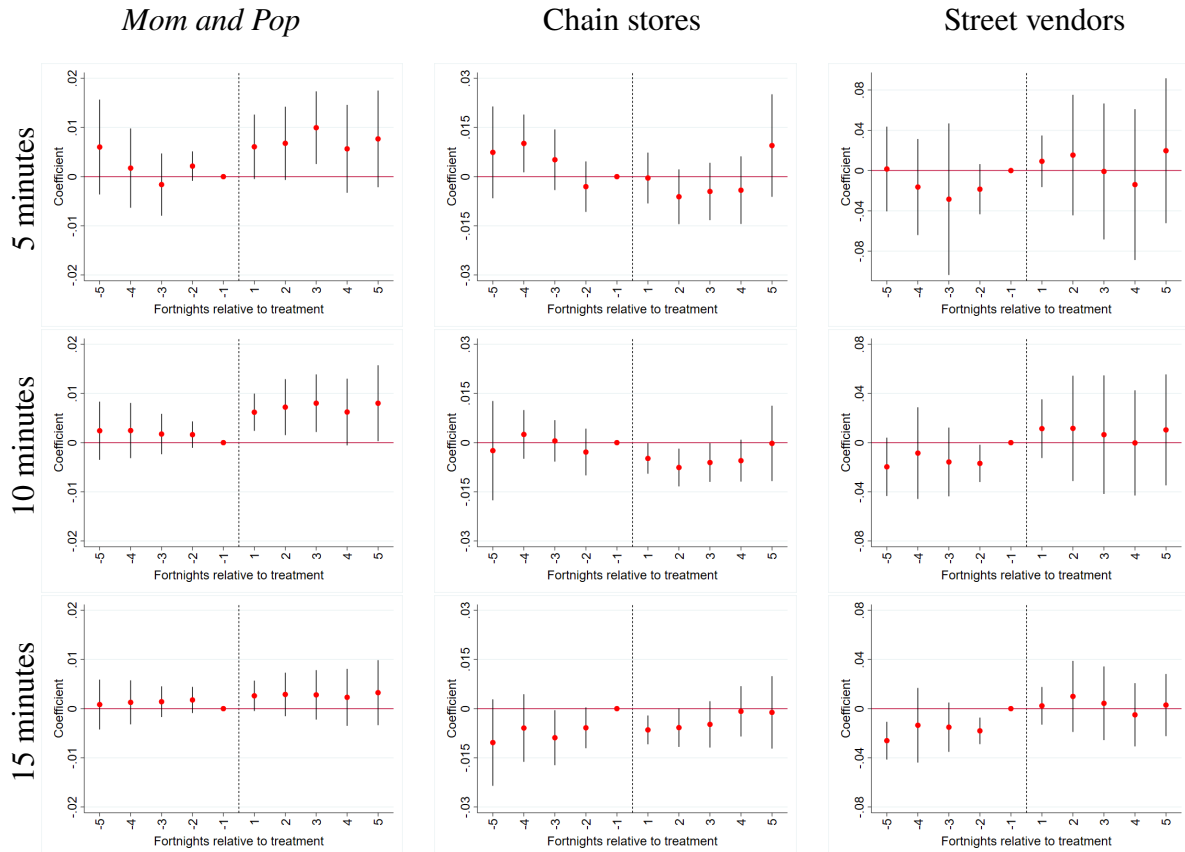 Mom and Pop Chain stores Street vendors
5 minutes
Coefficient
.02
.01
0
-.01
-.02
-5 -4 -3 -2 -1 1 2 3 4 5
Fortnights relative to treatment
Coefficient
.03
.015
0
-.015
-.03
-5 -4 -3 -2 -1 1 2 3 4 5
Fortnights relative to treatment
Coefficient
.08
.04
0
-.04
-.08
-5 -4 -3 -2 -1 1 2 3 4 5
Fortnights relative to treatment
10 minutes
Coefficient
.02
.01
0
-.01
-.02
-5 -4 -3 -2 -1 1 2 3 4 5
Fortnights relative to treatment
Coefficient
.03
.015
0
-.015
-.03
-5 -4 -3 -2 -1 1 2 3 4 5
Fortnights relative to treatment
Coefficient
.08
.04
0
-.04
-.08
-5 -4 -3 -2 -1 1 2 3 4 5
Fortnights relative to treatment
15 minutes
Coefficient
.02
.01
0
-.01
-.02
-5 -4 -3 -2 -1 1 2 3 4 5
Fortnights relative to treatment
Coefficient
.03
.015
0
-.015
-.03
-5 -4 -3 -2 -1 1 2 3 4 5
Fortnights relative to treatment
Coefficient
.08
.04
0
-.04
-.08
-5 -4 -3 -2 -1 1 2 3 4 5
Fortnights relative to treatment